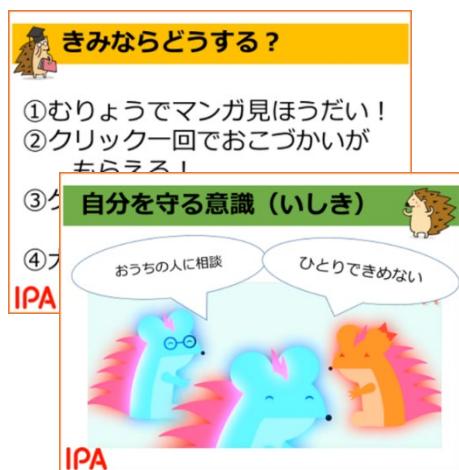 きみならどうする？
①むりょうでマンガ見ほうだい！
②クリック一回でおこづかいが
もらえる！
③
④
IPA
自分を守る意識（いしき）
おうちの人に相談
ひとりできめない
IPA